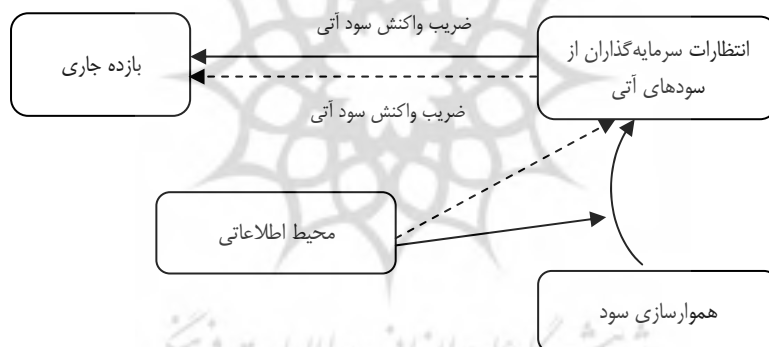 ضریب واکنش سود آتی
انتظارات سرمایه‌گذاران از
سودهای آتی
بازده جاری
ضریب واکنش سود آتی
محیط اطلاعاتی
هموارسازی سود